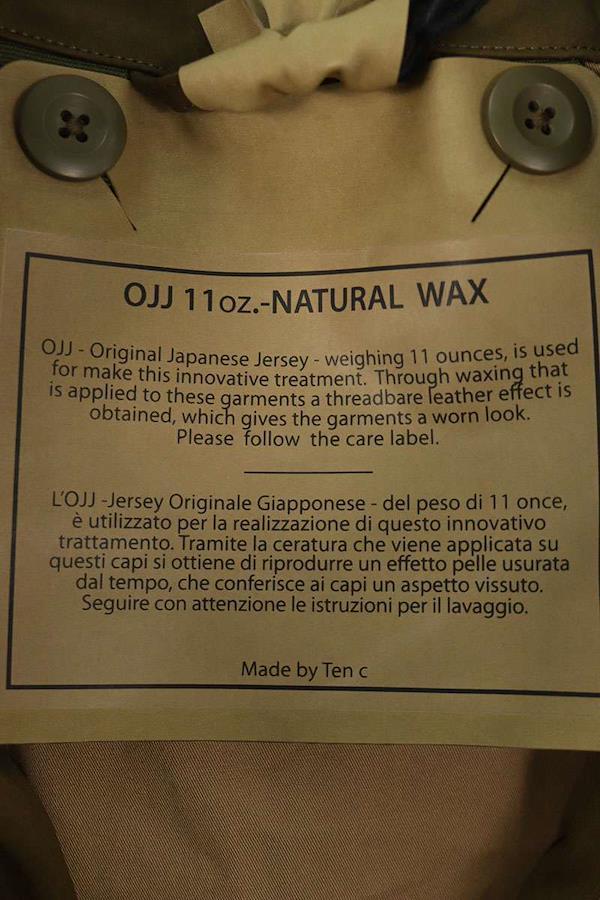 OJJ 11oz.-NATURAL WAX
OJJ - Original Japanese Jersey - weighing 11 ounces, is used
for make this innovative treatment. Through waxing that
is applied to these garments a threadbare leather effect is
obtained, which gives the garments a worn look.
Please follow the care label.
L'OJJ -Jersey Originale Giapponese - del peso di 11 once,
è utilizzato per la realizzazione di questo innovativo
trattamento. Tramite la ceratura che viene applicata su
questi capi si ottiene di riprodurre un effetto pelle usurata
dal tempo, che conferisce ai capi un aspetto vissuto.
Seguire con attenzione le istruzioni per il lavaggio.
Made by Ten c